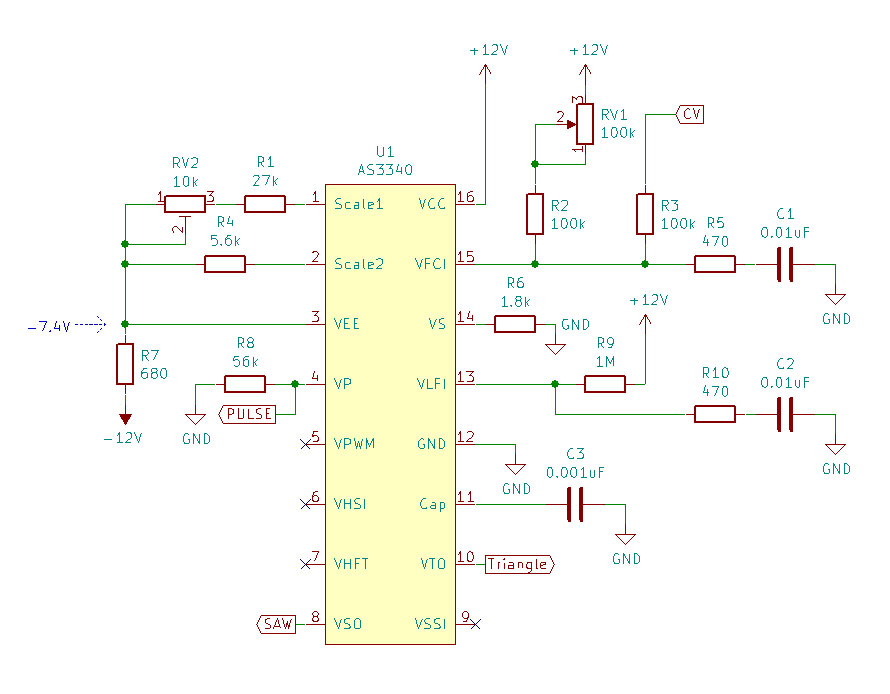 +12V
+12V
3
2
RV1
100k
1
CV
U1
AS3340
RV2
10k
1
3
2
R1
27k
1
Scale1
VCC
16
R2
100k
R3
100k
R4
5.6k
2
Scale2
VFCI
15
R5
470
C1
0.01uF
GND
R6
1.8k
-7.4V
3
VEE
VS
14
GND
+12V
R7
680
-12V
R8
56k
4
VP
VLFI
13
R9
1M
GND
PULSE
R10
470
C2
0.01uF
GND
5
VPWM
GND
12
GND
C3
0.001uF
6
VHSI
Cap
11
GND
7
VHFT
VTO
10
Triangle
SAW
8
VSO
VSSI
9